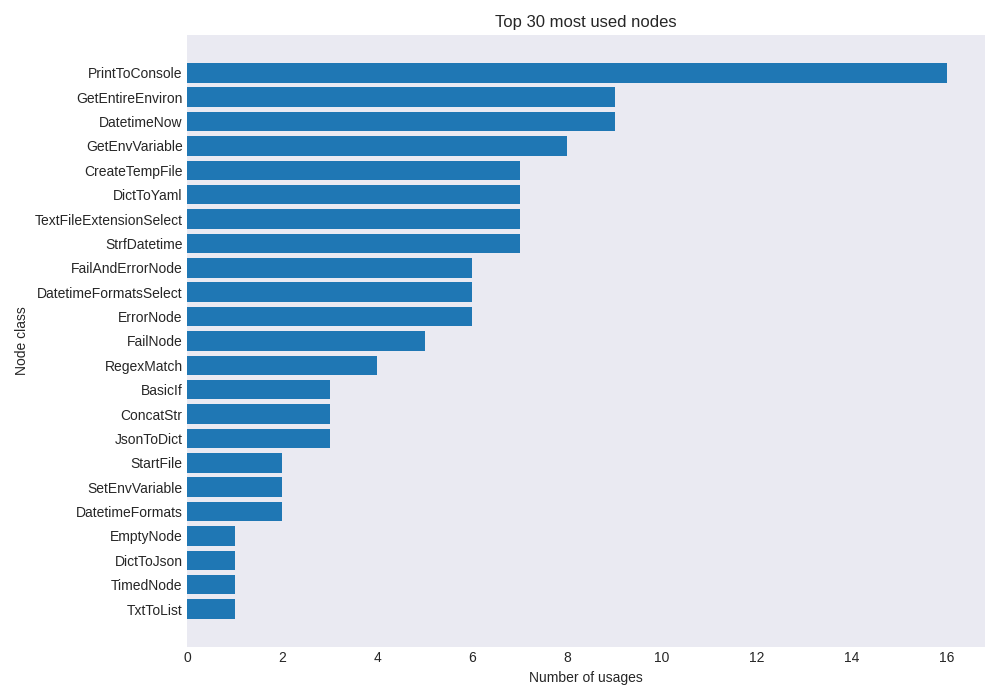 Top 30 most used nodes
Node class
PrintToConsole
GetEntireEnviron
DatetimeNow
GetEnvVariable
CreateTempFile
DictToYaml
TextFileExtensionSelect
StrfDatetime
FailAndErrorNode
DatetimeFormatsSelect
ErrorNode
FailNode
RegexMatch
BasicIf
ConcatStr
JsonToDict
StartFile
SetEnvVariable
DatetimeFormats
EmptyNode
DictToJson
TimedNode
TxtToList
0 2 4 6 8 10 12 14 16
Number of usages